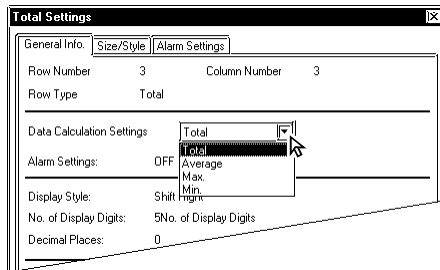 Total Settings
General Info. Size/Style Alarm Settings
Row Number 3 Column Number 3
Row Type Total
Data Calculation Settings Total
Total
Average
Alarm Settings: OFF
Max.
Min.
Display Style: Shift Right
No. of Display Digits: 5No. of Display Digits
Decimal Places: 0